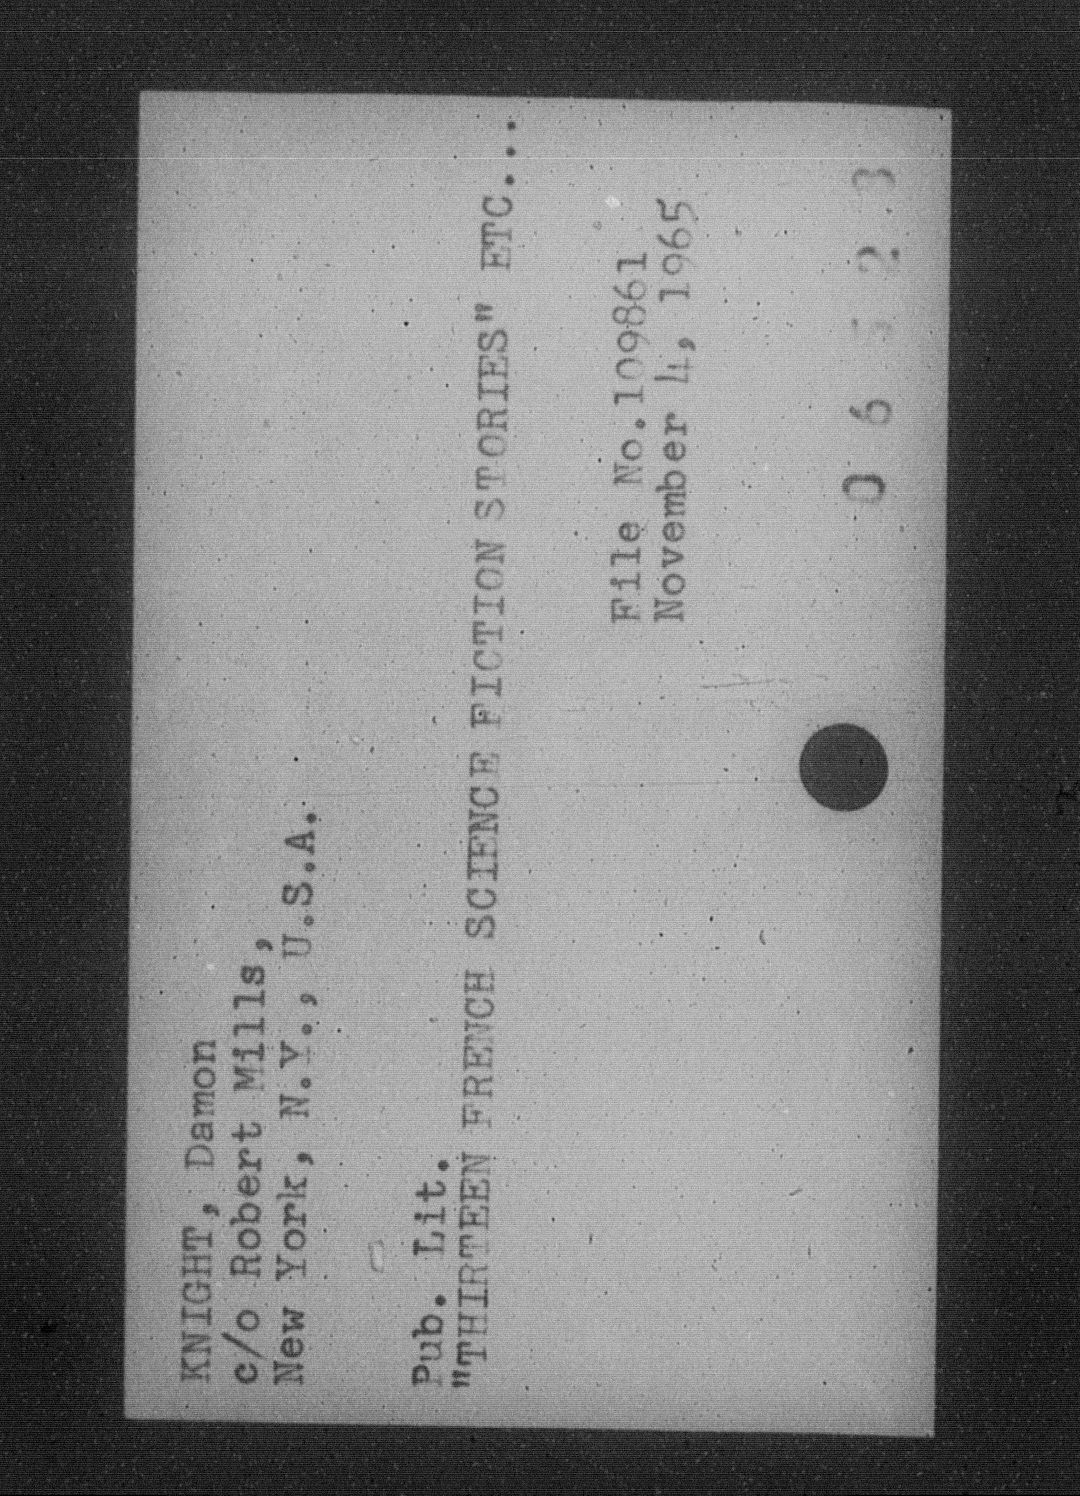 KNIGHT, Damon
c/o Robert Mills,
New York, N.Y., U.S.A.
Pub. Lit.
"THIRTEEN FRENCH SCIENCE FICTION STORIES" ETC...
File No.109861
November 4, 1965